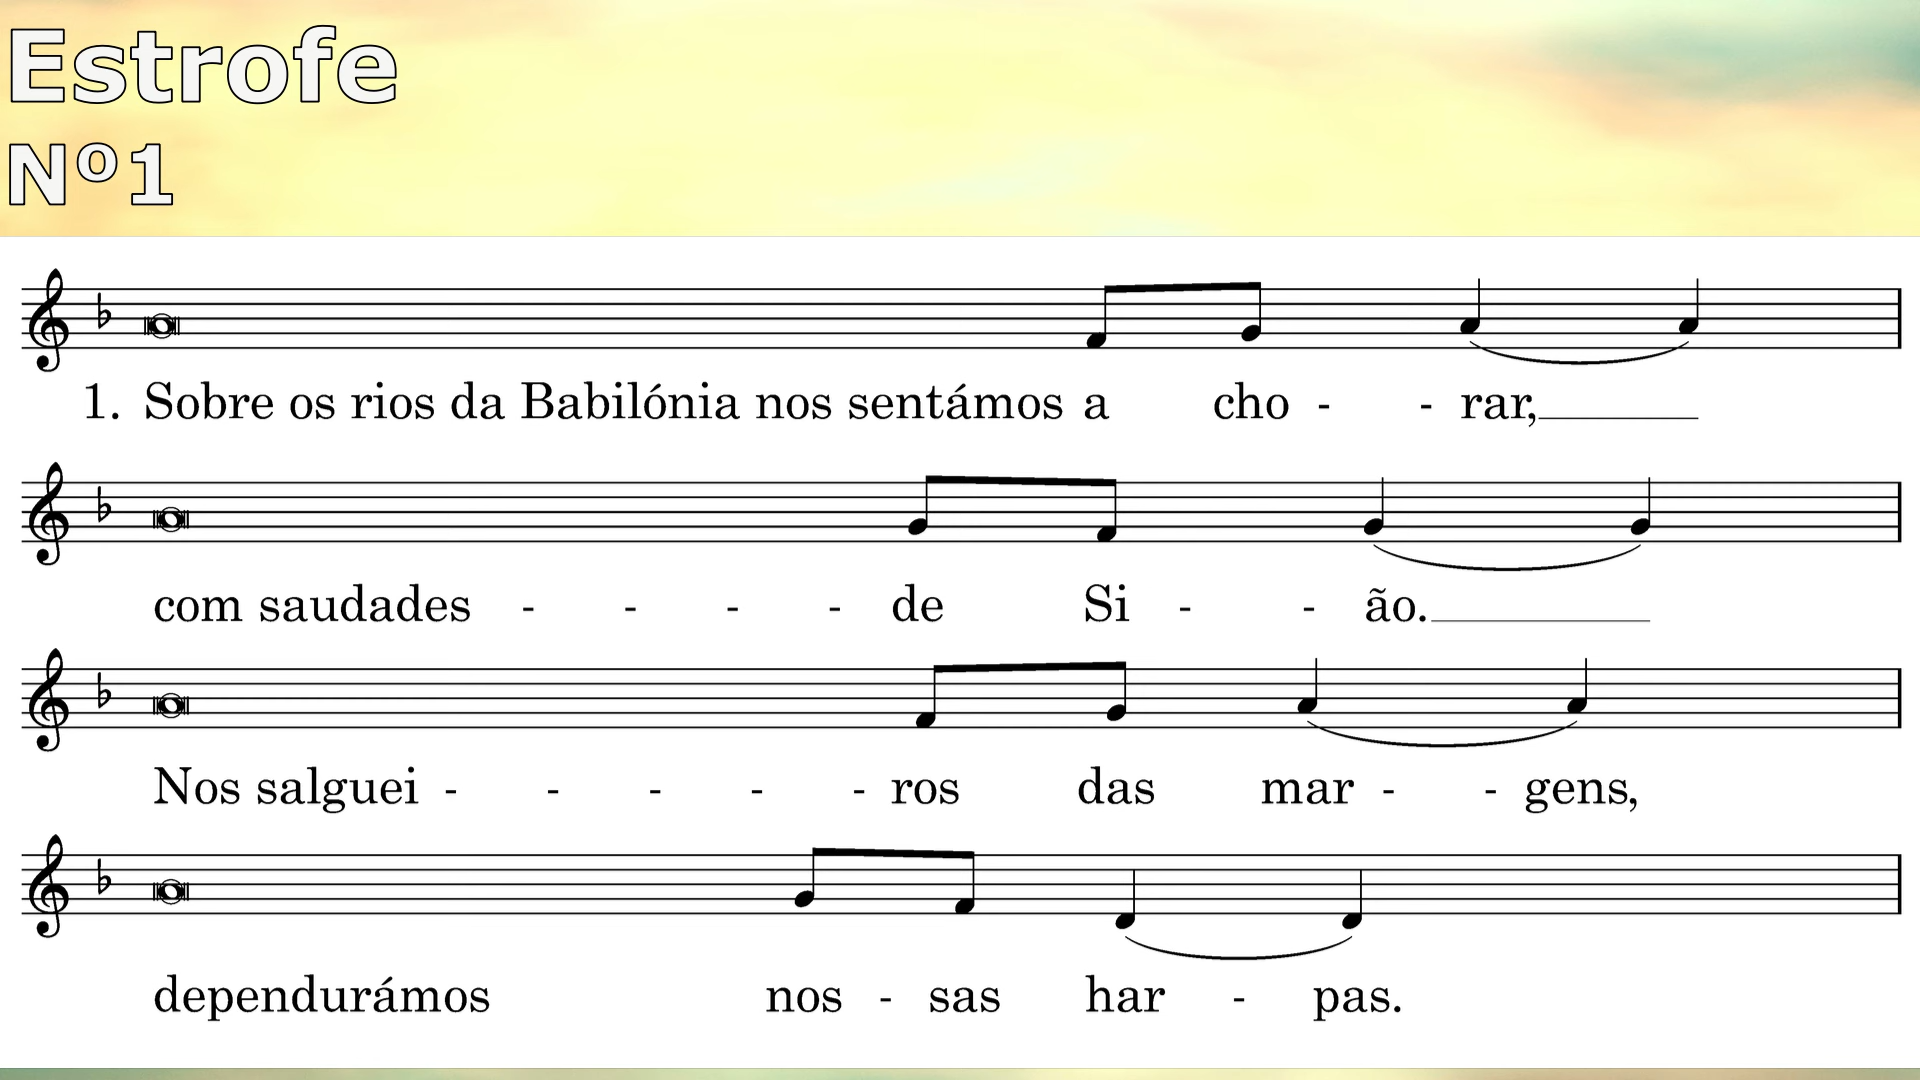 Estrofe
Nº1
1. Sobre os rios da Babilónia nos sentámos a cho - - rar,
com saudades - - - - de Si - - ão.
Nos salguei - - - - - ros das mar - - gens,
dependurámos nos - sas har - pas.